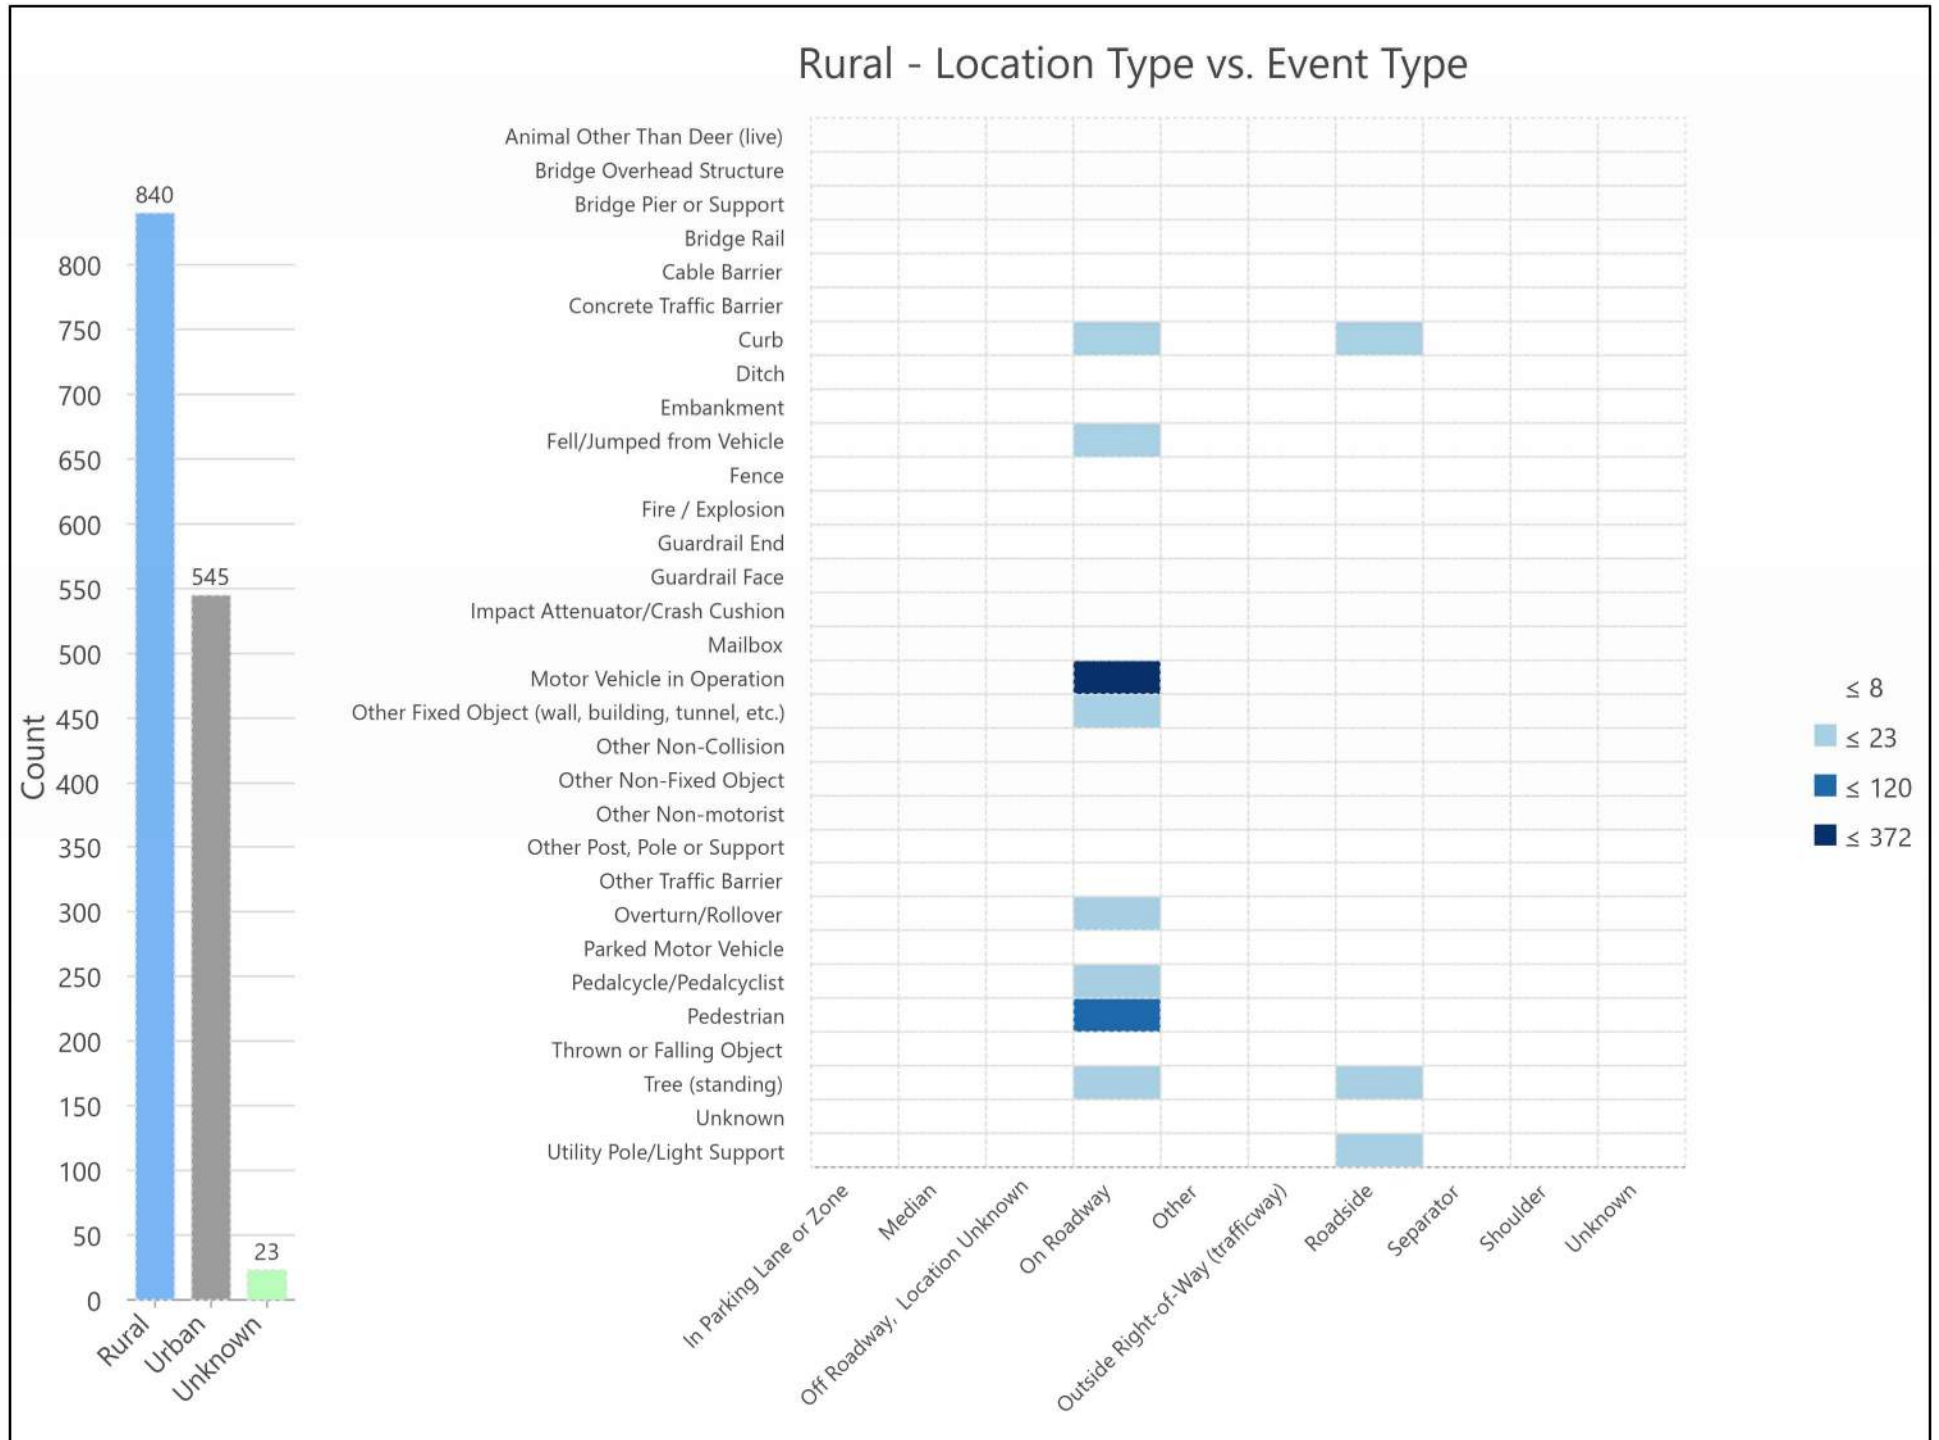 Rural - Location Type vs. Event Type
840
545
23
800
750
700
650
600
550
500
450
400
350
300
250
200
150
100
50
0
Count
Rural
Urban
Unknown
Animal Other Than Deer (live)
Bridge Overhead Structure
Bridge Pier or Support
Bridge Rail
Cable Barrier
Concrete Traffic Barrier
Curb
Ditch
Embankment
Fell/Jumped from Vehicle
Fence
Fire / Explosion
Guardrail End
Guardrail Face
Impact Attenuator/Crash Cushion
Mailbox
Motor Vehicle in Operation
Other Fixed Object (wall, building, tunnel, etc.)
Other Non-Collision
Other Non-Fixed Object
Other Non-motorist
Other Post, Pole or Support
Other Traffic Barrier
Overturn/Rollover
Parked Motor Vehicle
Pedalcycle/Pedalcyclist
Pedestrian
Thrown or Falling Object
Tree (standing)
Unknown
Utility Pole/Light Support
In Parking Lane or Zone
Median
Off Roadway, Location Unknown
On Roadway
Other
Outside Right-of-Way (trafficway)
Roadside
Separator
Shoulder
Unknown
≤ 8
≤ 23
≤ 120
≤ 372